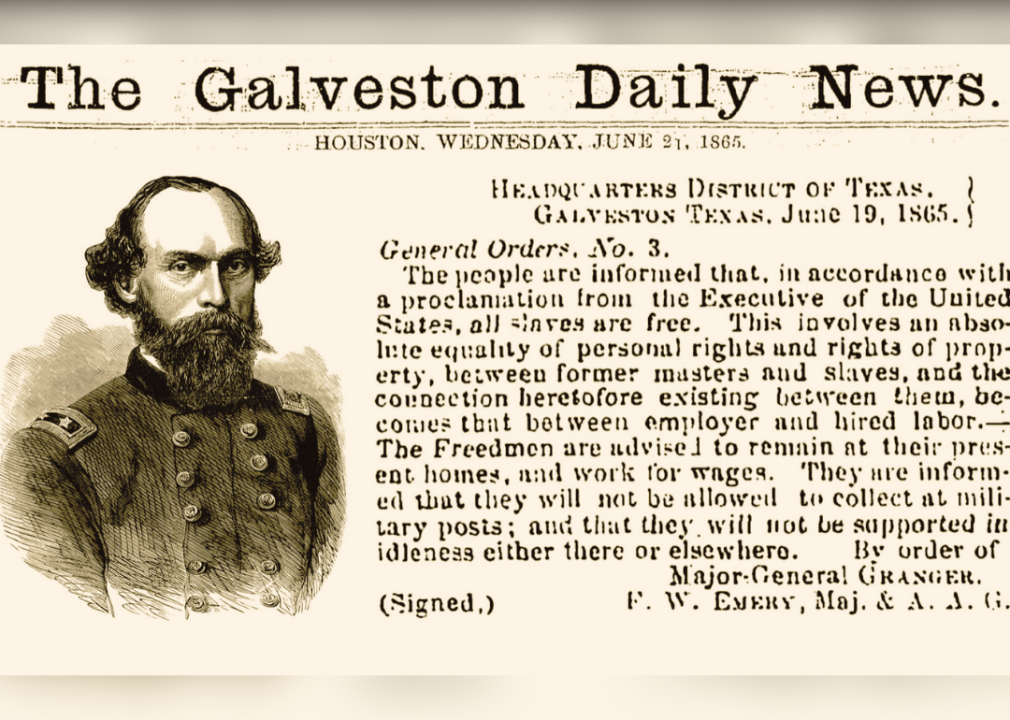 The Galveston Daily News.
HOUSTON. WEDNESDAY, JUNE 21, 1865.
HEADQUARTERS DISTRICT OF TEXAS. }
GALVESTON TEXAS. June 19, 1865. }
General Orders, No. 3.
The people are informed that, in accordance with
a proclamation from the Executive of the United
States, all slaves are free. This involves an abso-
lute equality of personal rights and rights of prop-
erty, between former masters and slaves, and the
connection heretofore existing between them, be-
comes that between employer and hired labor.—
The Freedmen are advised to remain at their pres-
ent homes, and work for wages. They are inform-
ed that they will not be allowed to collect at mili-
tary posts; and that they will not be supported in
idleness either there or elsewhere. By order of
Major-General GRANGER.
(Signed,) F. W. EMERY, Maj. & A. A. G.